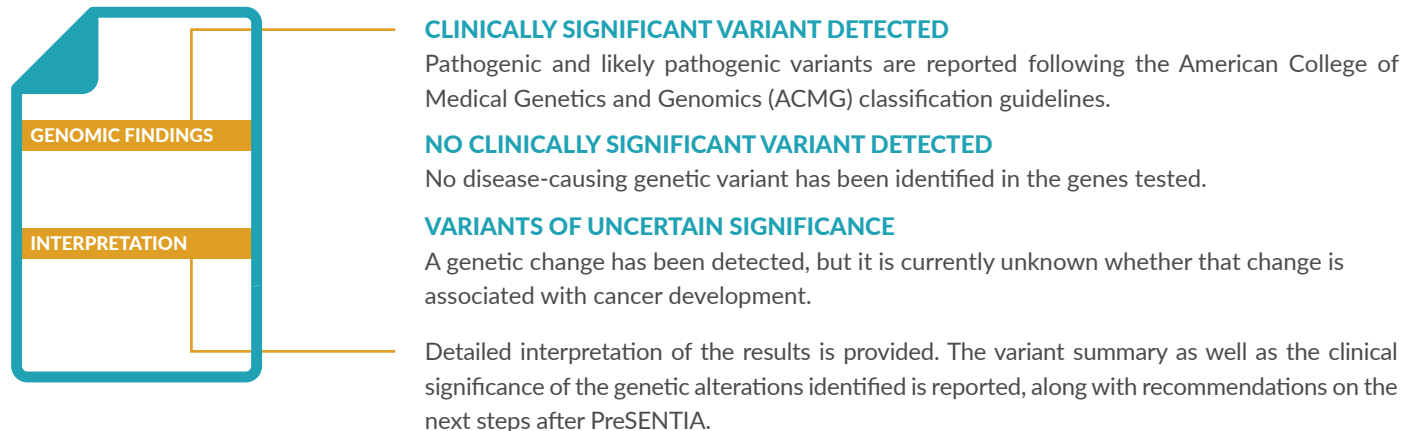 CLINICALLY SIGNIFICANT VARIANT DETECTED
Pathogenic and likely pathogenic variants are reported following the American College of
Medical Genetics and Genomics (ACMG) classification guidelines.
GENOMIC FINDINGS
NO CLINICALLY SIGNIFICANT VARIANT DETECTED
No disease-causing genetic variant has been identified in the genes tested.
VARIANTS OF UNCERTAIN SIGNIFICANCE
INTERPRETATION
A genetic change has been detected, but it is currently unknown whether that change is
associated with cancer development.
Detailed interpretation of the results is provided. The variant summary as well as the clinical
significance of the genetic alterations identified is reported, along with recommendations on the
next steps after PreSENTIA.